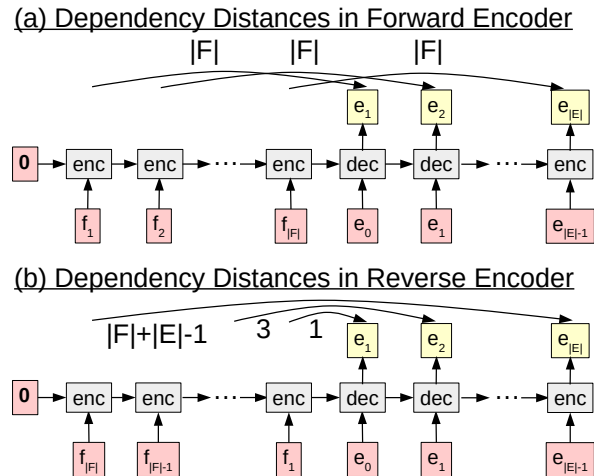 (a) Dependency Distances in Forward Encoder
|F| |F| |F|
e1 e2 e|E|
0 enc enc ... enc dec dec ... enc
f1 f2 f|F| e0 e1 e|E|-1
(b) Dependency Distances in Reverse Encoder
|F|+|E|-1 3 1
e1 e2 e|E|
0 enc enc ... enc dec dec ... enc
f|F| f|F|-1 f1 e0 e1 e|E|-1